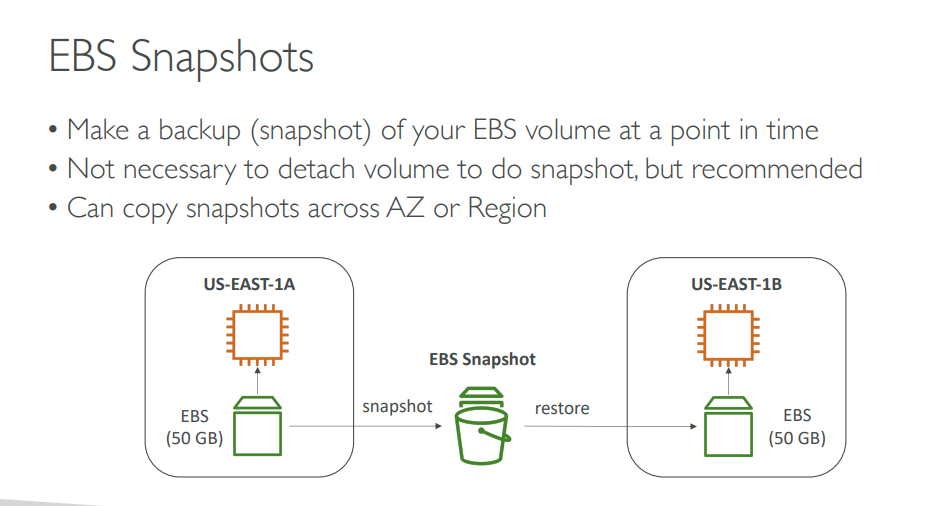 EBS Snapshots
• Make a backup (snapshot) of your EBS volume at a point in time
• Not necessary to detach volume to do snapshot, but recommended
• Can copy snapshots across AZ or Region
US-EAST-1A
US-EAST-1B
EBS Snapshot
snapshot
restore
EBS
(50 GB)
EBS
(50 GB)